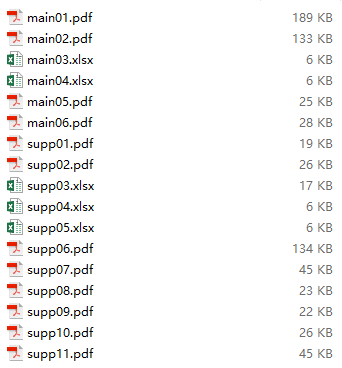 main01.pdf 189 KB
main02.pdf 133 KB
main03.xlsx 6 KB
main04.xlsx 6 KB
main05.pdf 25 KB
main06.pdf 28 KB
supp01.pdf 19 KB
supp02.pdf 26 KB
supp03.xlsx 17 KB
supp04.xlsx 6 KB
supp05.xlsx 6 KB
supp06.pdf 134 KB
supp07.pdf 45 KB
supp08.pdf 23 KB
supp09.pdf 22 KB
supp10.pdf 26 KB
supp11.pdf 45 KB